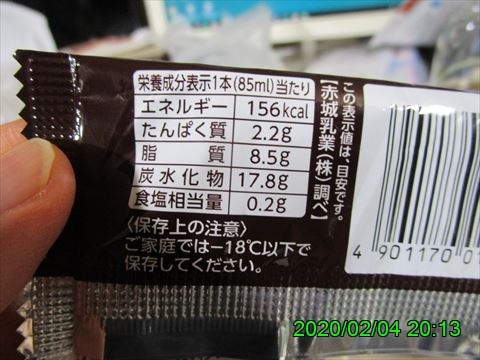 栄養成分表示1本(85ml)当たり
エネルギー 156kcal
たんぱく質 2.2g
脂質 8.5g
炭水化物 17.8g
食塩相当量 0.2g
〈保存上の注意〉
ご家庭では−18℃以下で
保存してください。
この表示値は、目安です。
【赤城乳業(株)調べ】
4 901170 01
2020/02/04 20:13